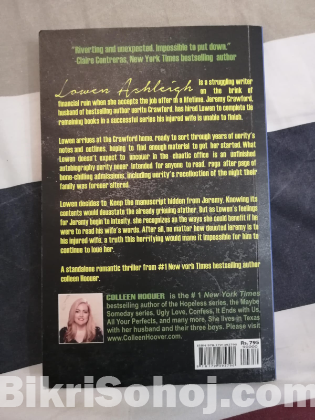 "Riverting and unexpected. Impossible to put down."
-Claire Contreras, New York Times bestselling author
Lowen Ashleigh is a struggling writer
on the brink of
financial ruin when she accepts the job offer of a lifetime. Jeremy Crawford,
husband of bestselling author verity Crawford, has hired Lowen to complete the
remaining books in a successful series his injured wife is unable to finish.
Lowen arrives at the Crawford home, ready to sort through years of verity's
notes and outlines, hoping to find enough material to get her started. What
Lowen doesn't expect to uncover in the chaotic office is an unfinished
autobiography verity never intended for anyone to read. Page after page of
bone-chilling admissions, including verity's recollection of the night their
family was forever altered.
Lowen decides to keep the manuscript hidden from Jeremy, knowing its
contents would devastate the already grieving father. but as Lowen's feelings
for Jeremy begin to intensify, she recognizes all the ways she could benefit if he
were to read his wife's words. After all, no matter how devoted Jeremy is to
his injured wife, a truth this horrifying would make it impossible for him to
continue to love her.
A standalone romantic thriller from #1 New York Times bestselling author
colleen Hoover.
COLLEEN HOOVER is the #1 New York Times
bestselling author of the Hopeless series, the Maybe
Someday series. Ugly Love, Confess, It Ends with Us,
All Your Perfects, and many more. She lives in Texas
with her husband and their three boys. Please visit
www.ColleenHoover.com.
Rs. 799
BikriSohoj.com